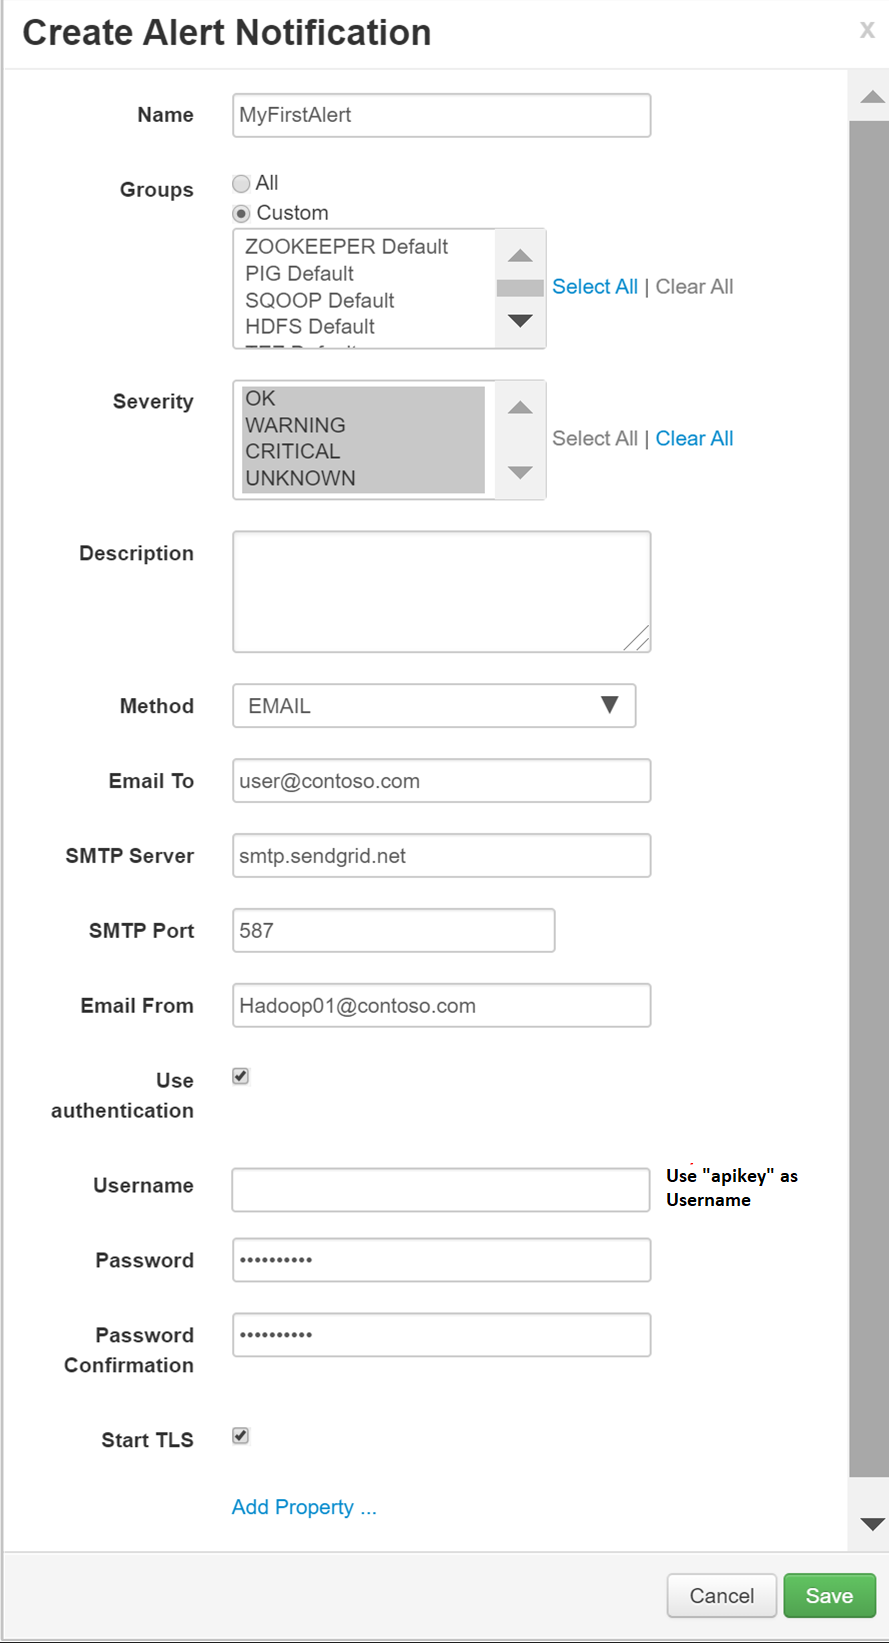 Create Alert Notification
x
Name
MyFirstAlert
Groups
All
Custom
ZOOKEEPER Default
PIG Default
SQOOP Default
HDFS Default
Select All | Clear All
Severity
OK
WARNING
CRITICAL
UNKNOWN
Select All | Clear All
Description
Method
EMAIL
Email To
user@contoso.com
SMTP Server
smtp.sendgrid.net
SMTP Port
587
Email From
Hadoop01@contoso.com
Use
authentication
Username
Use "apikey" as
Username
Password
••••••••••
Password
Confirmation
••••••••••
Start TLS
Add Property ...
Cancel
Save